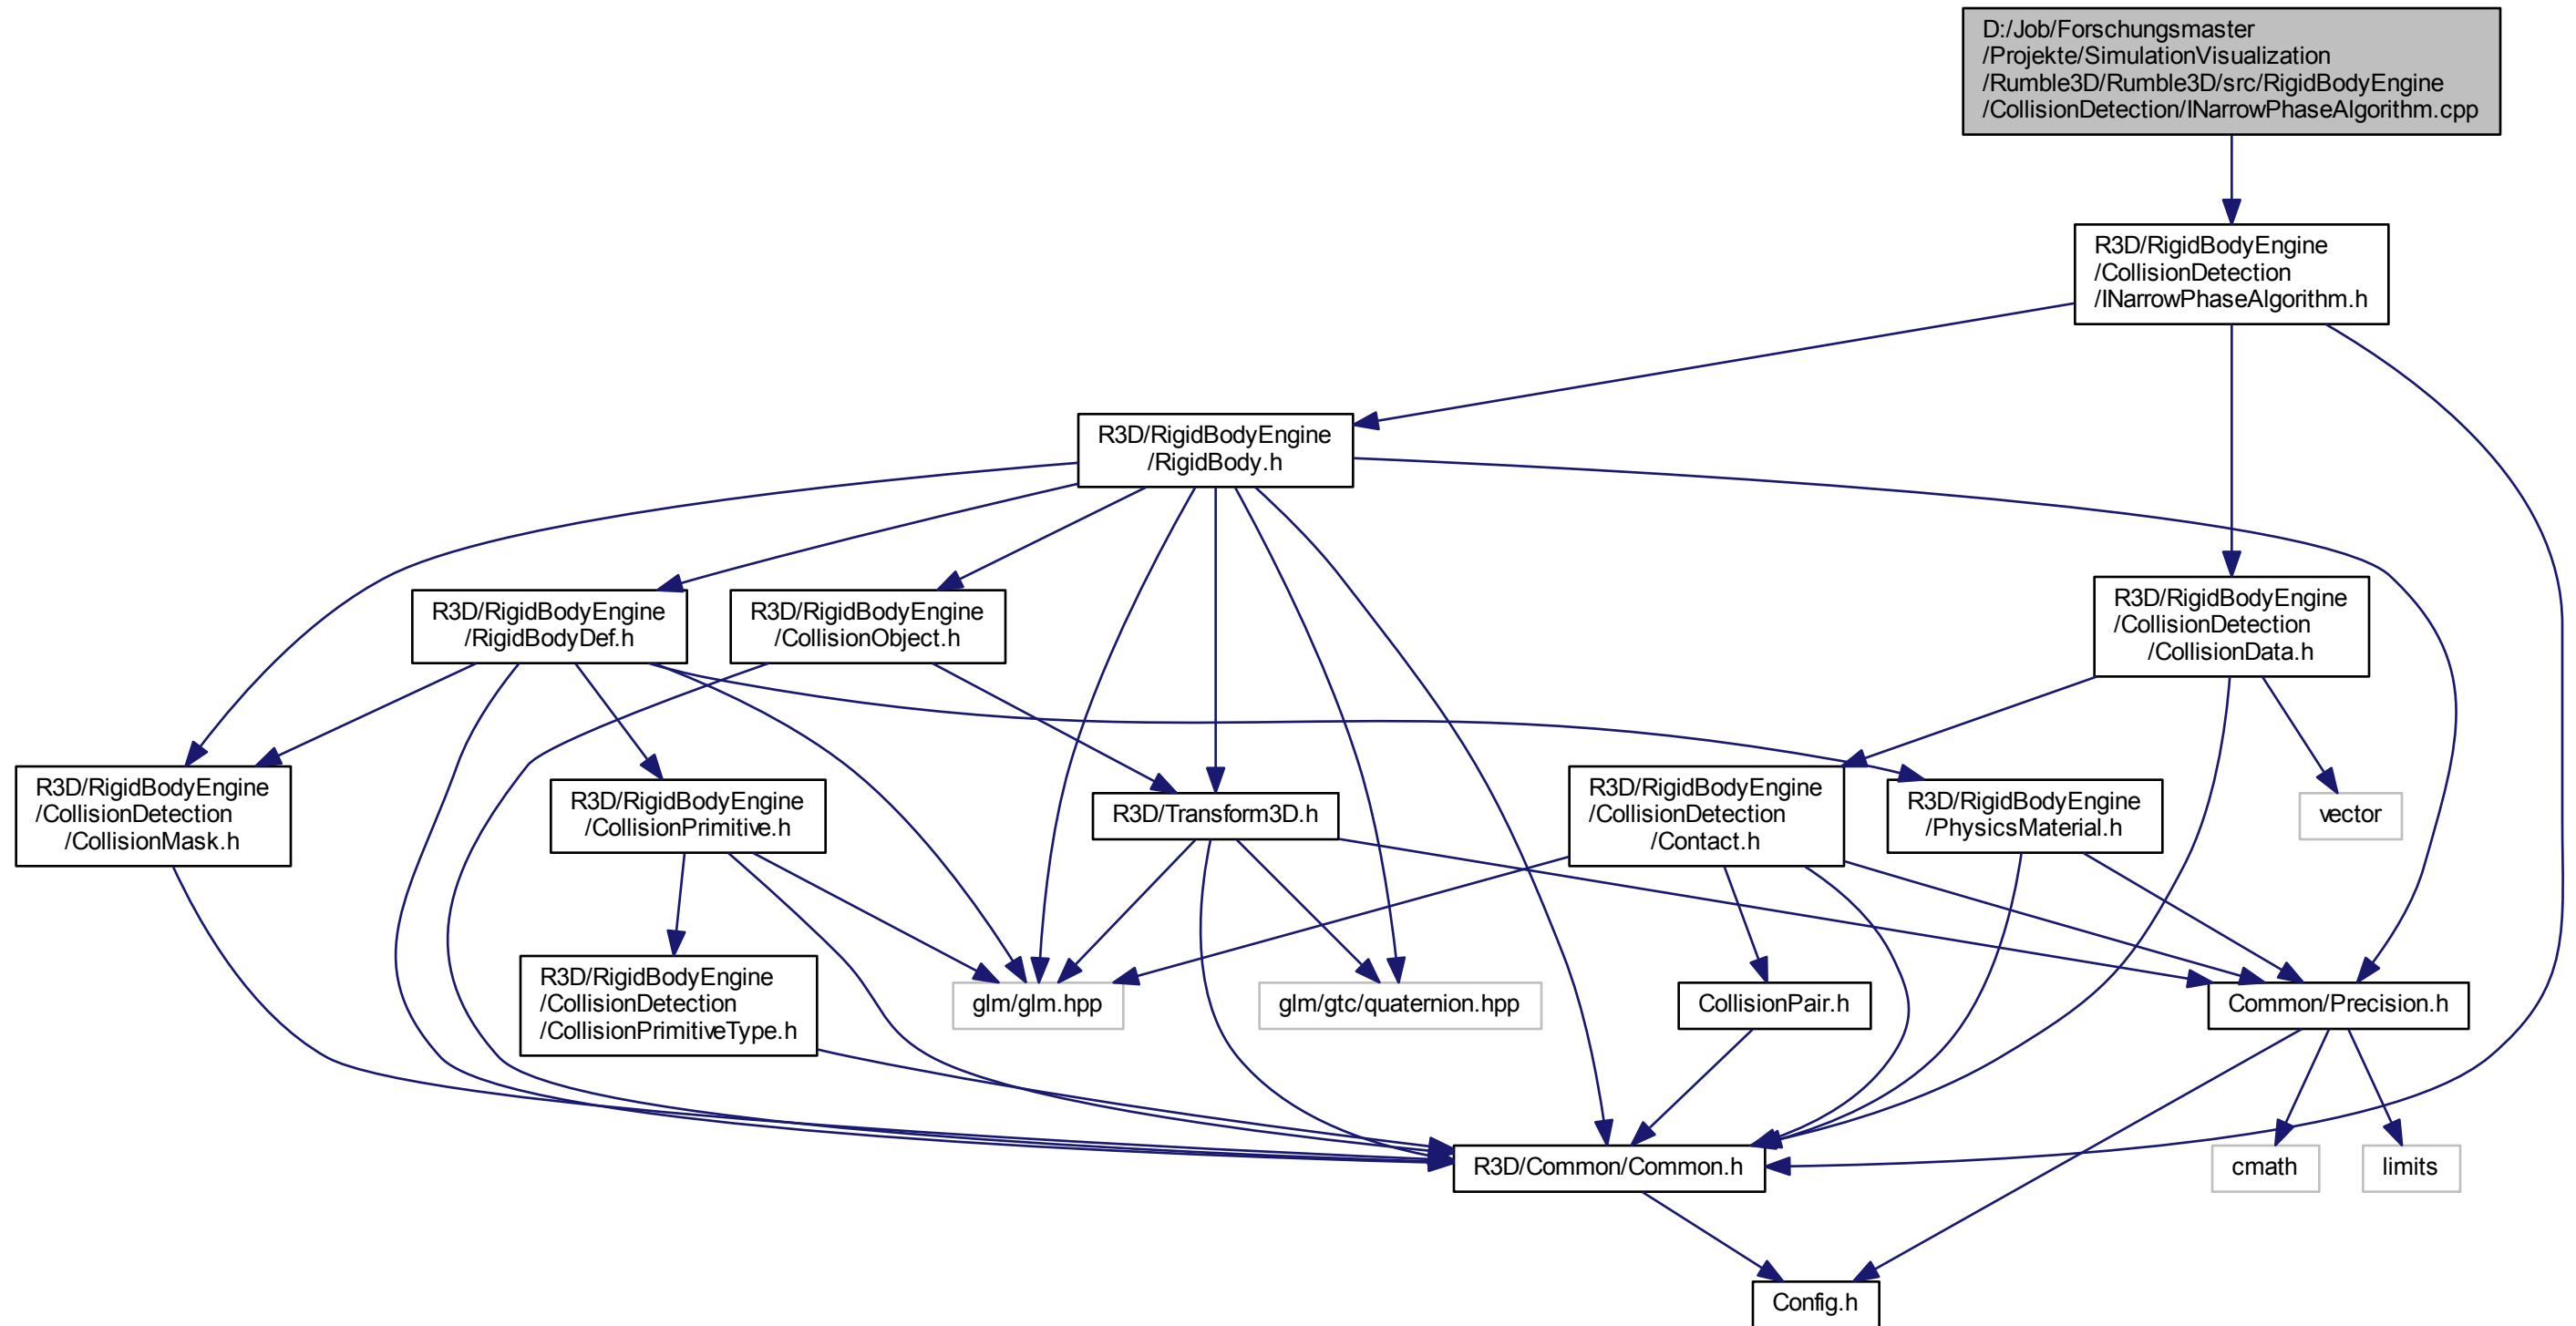 D:/Job/Forschungsmaster
/Projekte/SimulationVisualization
/Rumble3D/Rumble3D/src/RigidBodyEngine
/CollisionDetection/INarrowPhaseAlgorithm.cpp
R3D/RigidBodyEngine
/CollisionDetection
/INarrowPhaseAlgorithm.h
R3D/RigidBodyEngine
/RigidBody.h
R3D/RigidBodyEngine
/RigidBodyDef.h
R3D/RigidBodyEngine
/CollisionObject.h
R3D/RigidBodyEngine
/CollisionDetection
/CollisionData.h
R3D/RigidBodyEngine
/CollisionDetection
/CollisionMask.h
R3D/RigidBodyEngine
/CollisionPrimitive.h
R3D/Transform3D.h
R3D/RigidBodyEngine
/CollisionDetection
/Contact.h
R3D/RigidBodyEngine
/PhysicsMaterial.h
vector
R3D/RigidBodyEngine
/CollisionDetection
/CollisionPrimitiveType.h
glm/glm.hpp
glm/gtc/quaternion.hpp
CollisionPair.h
Common/Precision.h
R3D/Common/Common.h
cmath
limits
Config.h